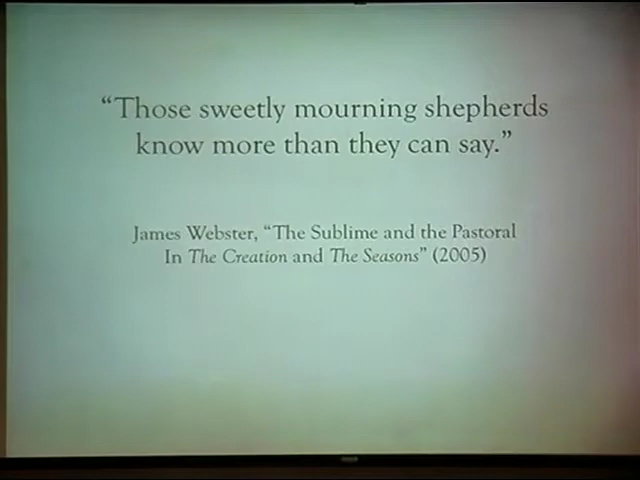 “Those sweetly mourning shepherds
know more than they can say.”
James Webster, “The Sublime and the Pastoral
In The Creation and The Seasons” (2005)